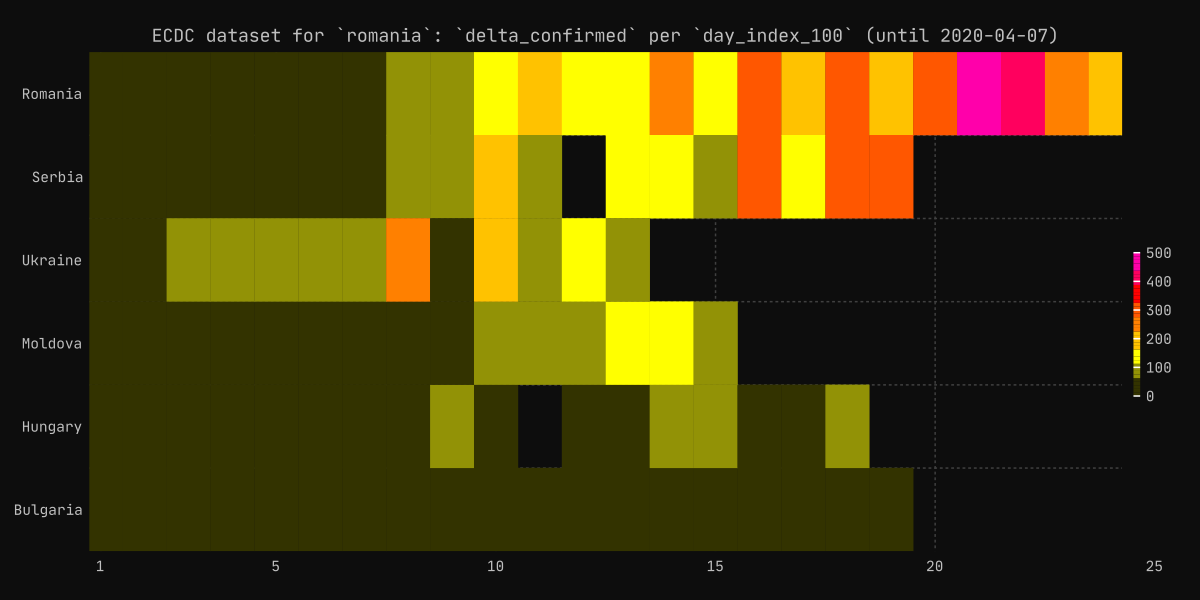 ECDC dataset for `romania`: `delta_confirmed` per `day_index_100` (until 2020-04-07)
Romania
Serbia
Ukraine
Moldova
Hungary
Bulgaria
500
400
300
200
100
0
1 5 10 15 20 25